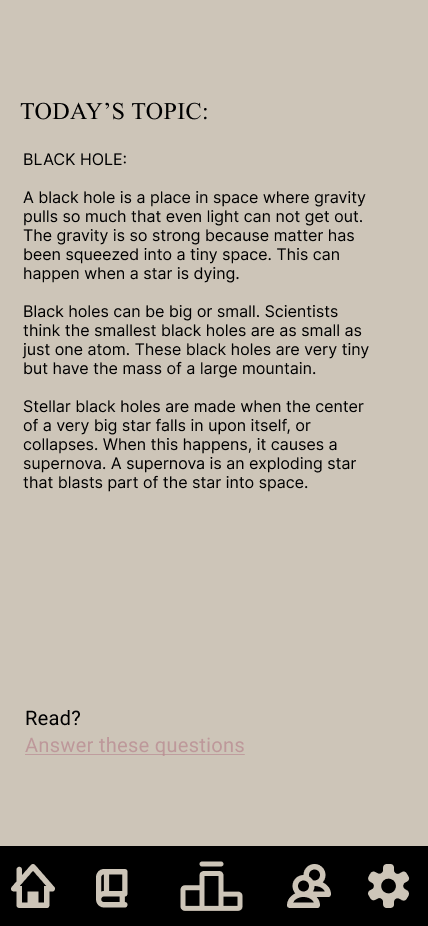 TODAY’S TOPIC:
BLACK HOLE:
A black hole is a place in space where gravity
pulls so much that even light can not get out.
The gravity is so strong because matter has
been squeezed into a tiny space. This can
happen when a star is dying.
Black holes can be big or small. Scientists
think the smallest black holes are as small as
just one atom. These black holes are very tiny
but have the mass of a large mountain.
Stellar black holes are made when the center
of a very big star falls in upon itself, or
collapses. When this happens, it causes a
supernova. A supernova is an exploding star
that blasts part of the star into space.
Read?
Answer these questions